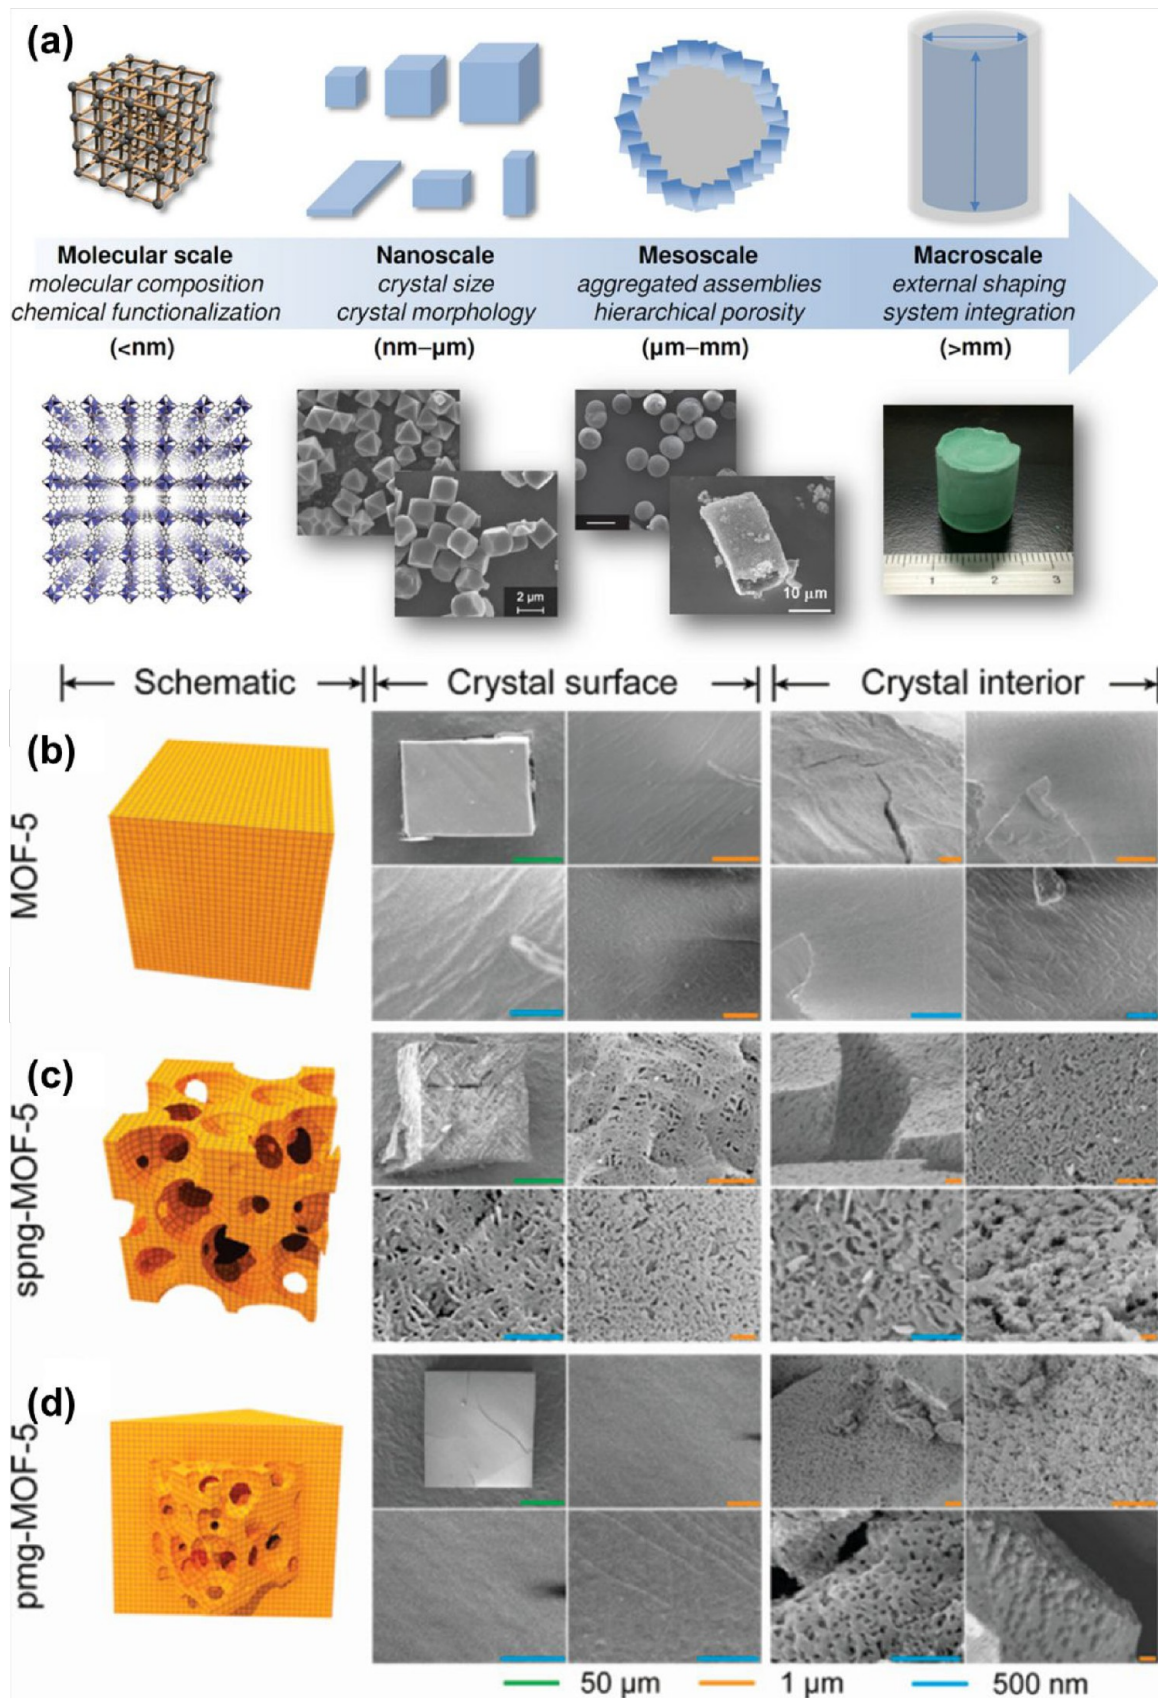 (a)
Molecular scale
molecular composition
chemical functionalization
(<nm)
Nanoscale
crystal size
crystal morphology
(nm–µm)
Mesoscale
aggregated assemblies
hierarchical porosity
(µm–mm)
Macroscale
external shaping
system integration
(>mm)
2 µm
10 µm
1 2 3
Schematic
Crystal surface
Crystal interior
(b)
MOF-5
(c)
spng-MOF-5
(d)
pmg-MOF-5
50 µm
1 µm
500 nm